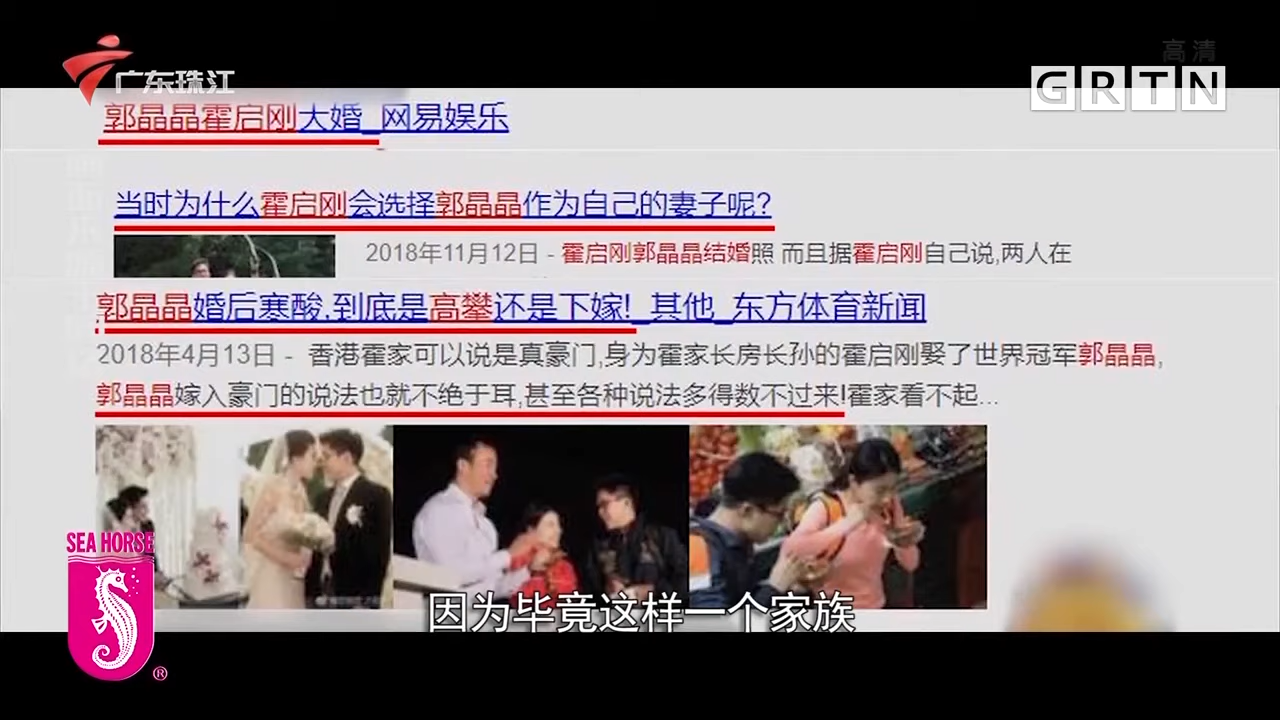 高清
广东珠江
GRTN
郭晶晶霍启刚大婚_网易娱乐
当时为什么霍启刚会选择郭晶晶作为自己的妻子呢?
2018年11月12日 - 霍启刚郭晶晶结婚照 而且据霍启刚自己说,两人在
郭晶晶婚后寒酸,到底是高攀还是下嫁!_其他_东方体育新闻
2018年4月13日 - 香港霍家可以说是真豪门,身为霍家长房长孙的霍启刚娶了世界冠军郭晶晶,
郭晶晶嫁入豪门的说法也就不绝于耳,甚至各种说法多得数不过来!霍家看不起...
SEA HORSE
因为毕竟这样一个家族
®